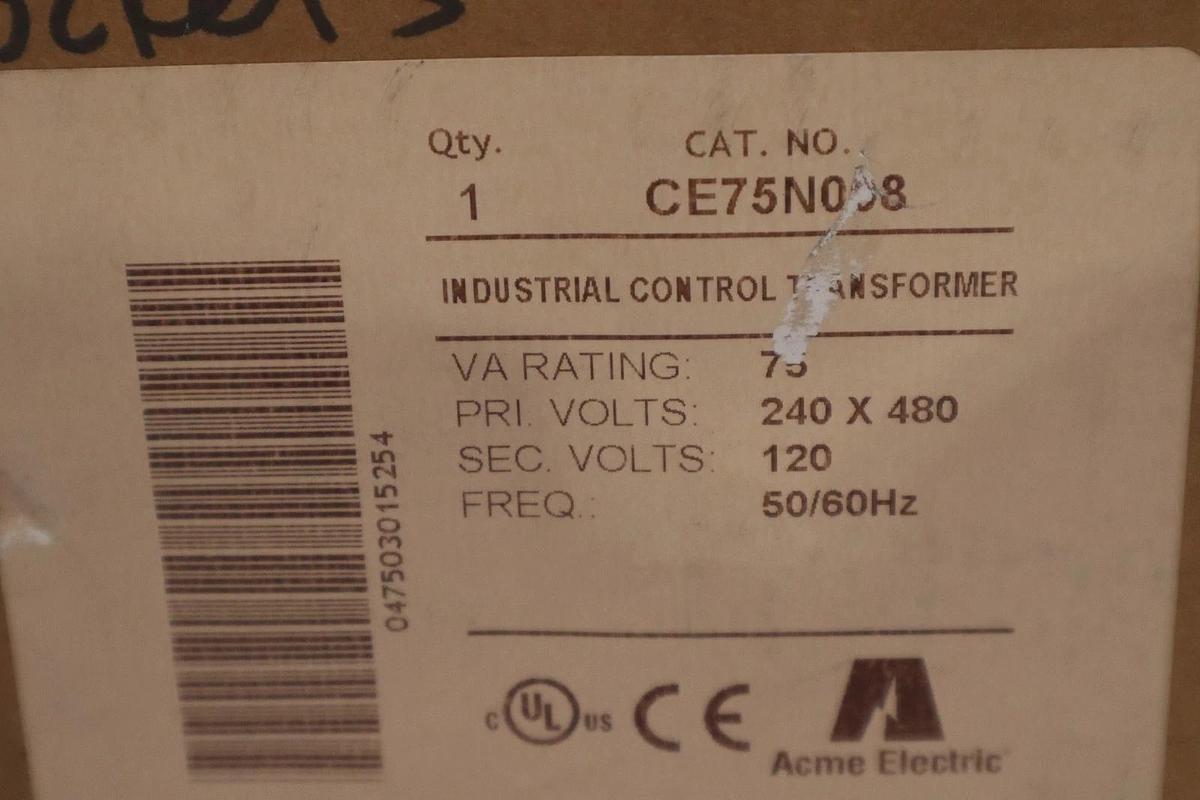 Qty. CAT. NO.
1
INDUSTRIAL CONTROL TRANSFORMER
VA RATING: 75
PRI. VOLTS: 240 X 480
SEC. VOLTS: 120
FREQ.: 50/60Hz
047503015254
C UL US CE
Acme Electric